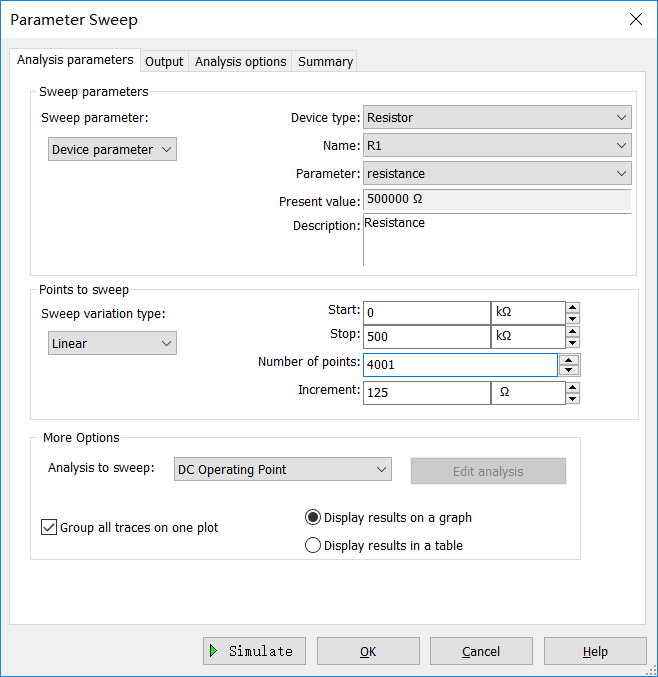 Parameter Sweep
Analysis parameters Output Analysis options Summary
Sweep parameters
Sweep parameter: Device type: Resistor
Device parameter Name: R1
Parameter: resistance
Present value: 500000 Ω
Description: Resistance
Points to sweep
Sweep variation type: Start: 0 kΩ
Linear Stop: 500 kΩ
Number of points: 4001
Increment: 125 Ω
More Options
Analysis to sweep: DC Operating Point Edit analysis
Group all traces on one plot Display results on a graph
Display results in a table
Simulate OK Cancel Help